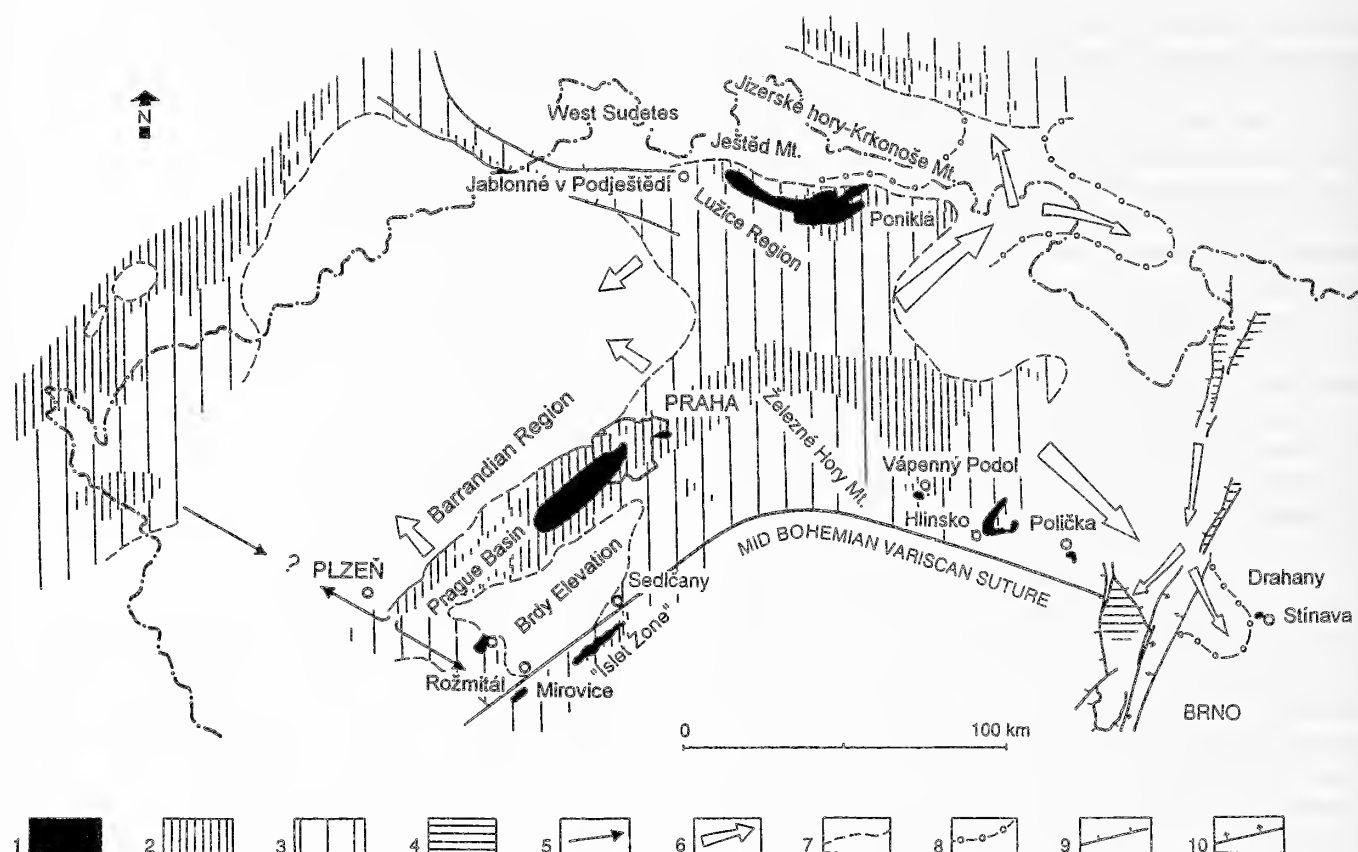 N
West Sudetes
Jizerské hory-Krkonoše Mt.
Ještěd Mt.
Jablonné v Podještědí
Lužice Region
Poniklá
PRAHA
Železné Hory Mt.
Barrandian Region
Vápenný Podol
Hlinsko
Polička
MID BOHEMIAN VARISCAN SUTURE
Prague Basin
Brdy Elevation
Sedlčany
Drahany
Stínava
?
PLZEŇ
"Islet Zone"
Rožmitál
Mirovice
BRNO
0 100 km
1 2 3 4 5 6 7 8 9 10